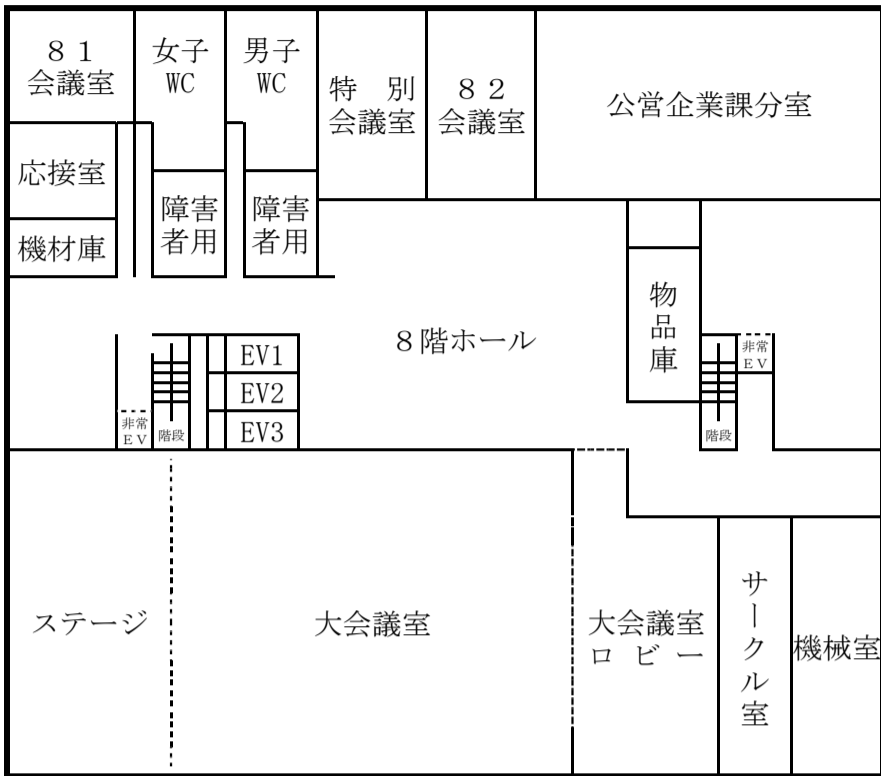 ８１
会議室
女子
WC
男子
WC
特 別
会議室
８２
会議室
公営企業課分室
応接室
機材庫
障害
者用
障害
者用
物品庫
８階ホール
EV1
EV2
EV3
非常
ＥＶ
階段
非常
ＥＶ
階段
ステージ
大会議室
大会議室
ロ ビ ー
サークル室
機械室